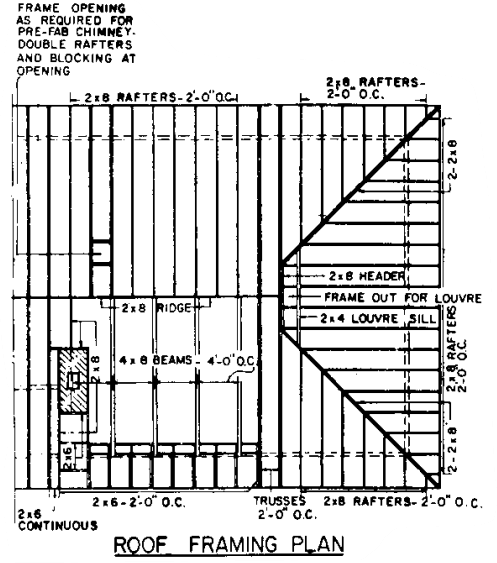 FRAME OPENING
AS REQUIRED FOR
PRE-FAB CHIMNEY-
DOUBLE RAFTERS
AND BLOCKING AT
OPENING
2x8 RAFTERS-2'-0" O.C.
2x8 RAFTERS-
2'-0" O.C.
2-2x8
2x8 HEADER
FRAME OUT FOR LOUVRE
2x8 RIDGE
2x4 LOUVRE SILL
2x8 RAFTERS
2'-0" O.C.
4x8 BEAMS-4'-0" O.C.
2x8
2x6
2-2x8
2x6-2'-0" O.C.
TRUSSES
2'-0" O.C.
2x8 RAFTERS-2'-0" O.C.
2x6
CONTINUOUS
ROOF FRAMING PLAN